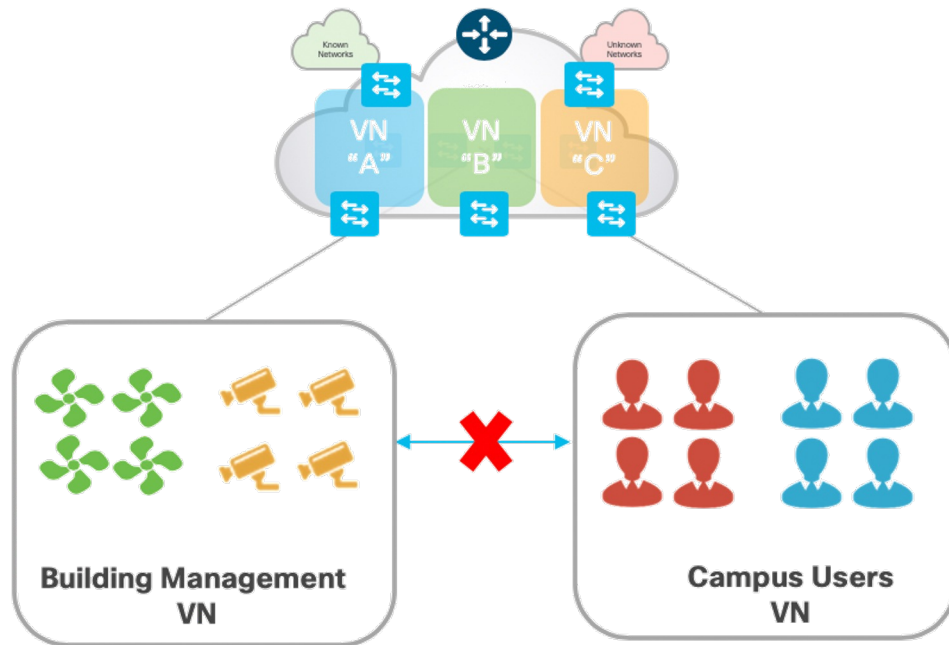 Known
Networks
Unknown
Networks
VN
“A”
VN
“B”
VN
“C”
Building Management
VN
Campus Users
VN